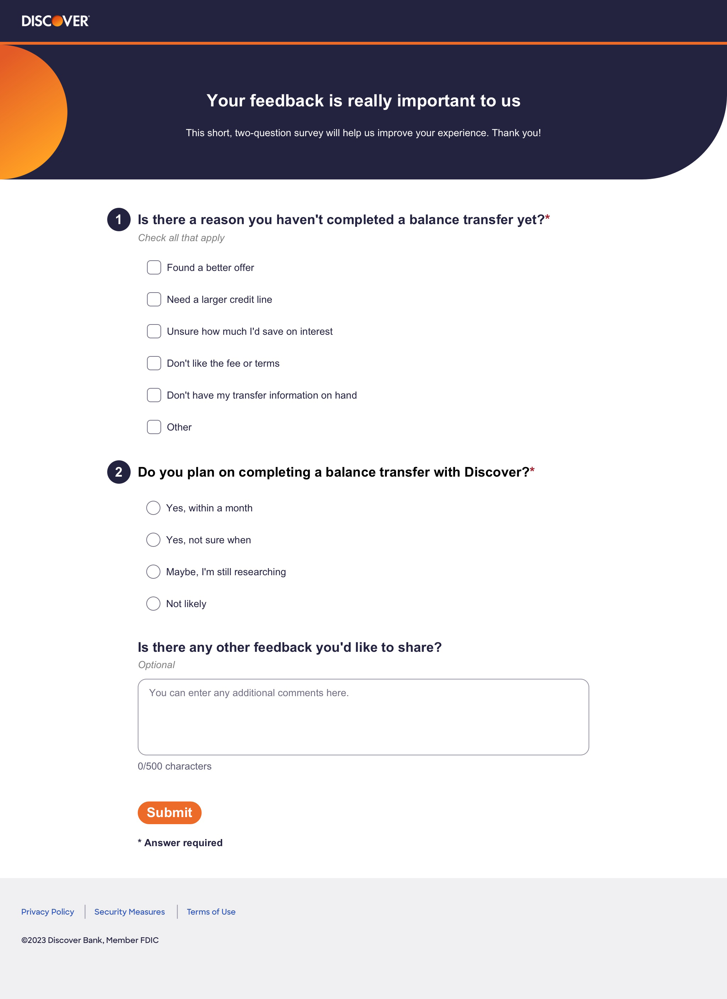 DISCOVER®
Your feedback is really important to us
This short, two-question survey will help us improve your experience. Thank you!
1 Is there a reason you haven't completed a balance transfer yet?*
Check all that apply
Found a better offer
Need a larger credit line
Unsure how much I'd save on interest
Don't like the fee or terms
Don't have my transfer information on hand
Other
2 Do you plan on completing a balance transfer with Discover?*
Yes, within a month
Yes, not sure when
Maybe, I'm still researching
Not likely
Is there any other feedback you'd like to share?
Optional
You can enter any additional comments here.
0/500 characters
Submit
* Answer required
Privacy Policy Security Measures Terms of Use
©2023 Discover Bank, Member FDIC